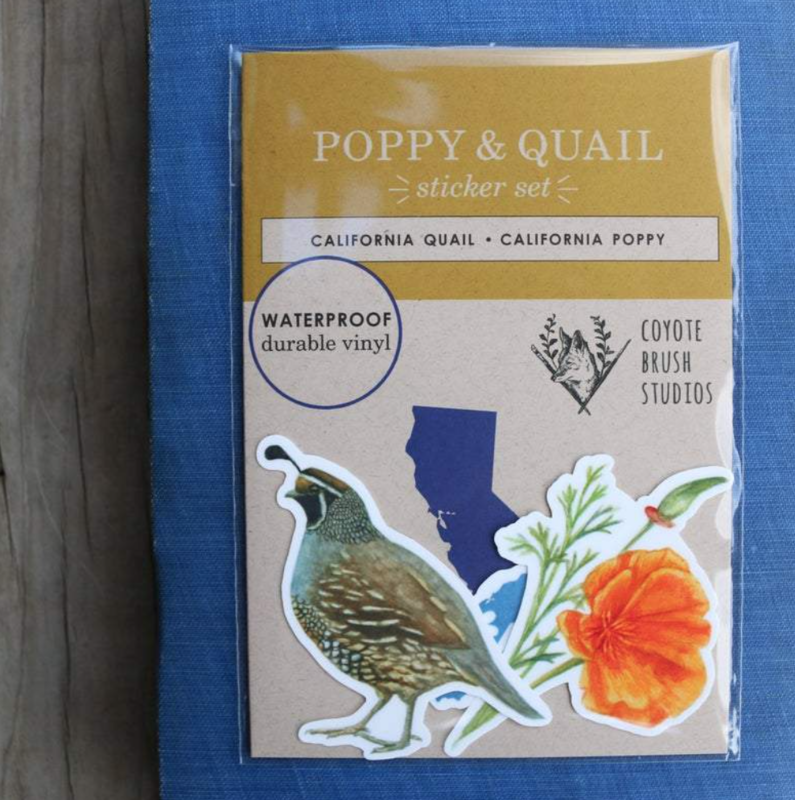 POPPY & QUAIL
sticker set
CALIFORNIA QUAIL • CALIFORNIA POPPY
WATERPROOF
durable vinyl
COYOTE
BRUSH
STUDIOS